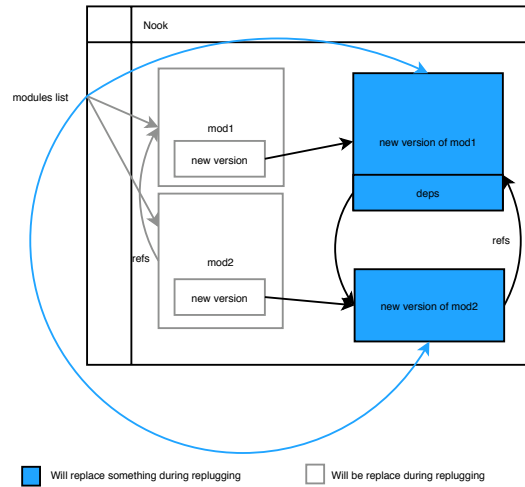 Nook
modules list
mod1
new version
new version of mod1
deps
refs
refs
mod2
new version
new version of mod2
Will replace something during replugging
Will be replace during replugging